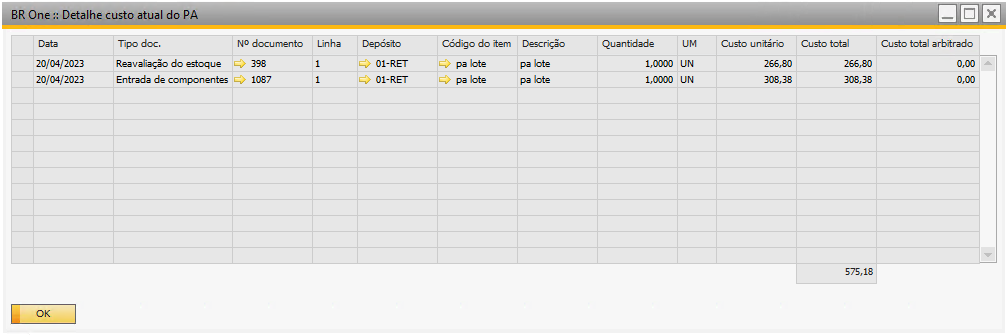 BR One :: Detalhe custo atual do PA
Data Tipo doc. Nº documento Linha Depósito Código do item Descrição Quantidade UM Custo unitário Custo total Custo total arbitrado
20/04/2023 Reavaliação do estoque 398 1 01-RET pa lote pa lote 1,0000 UN 266,80 266,80 0,00
20/04/2023 Entrada de componentes 1087 1 01-RET pa lote pa lote 1,0000 UN 308,38 308,38 0,00
575,18
OK